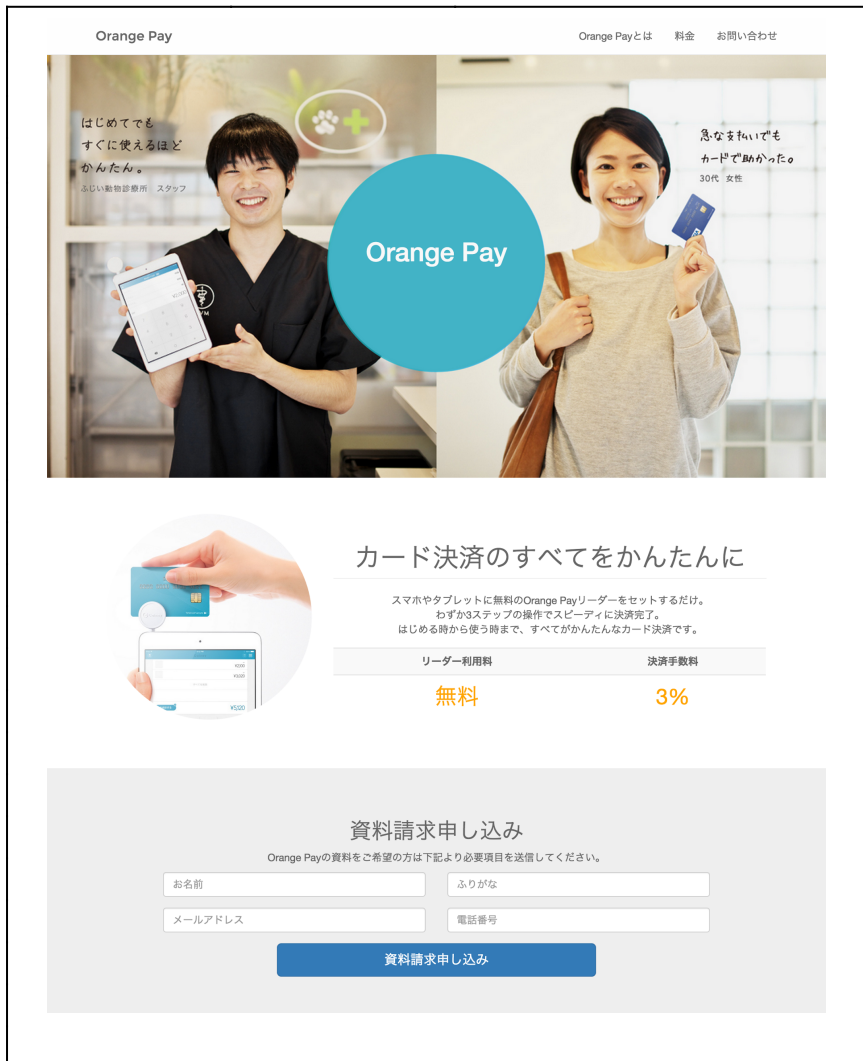 Orange Pay
Orange Payとは 料金 お問い合わせ
はじめてでも
すぐに使えるほど
かんたん。
ふじい動物診療所 スタッフ
急な支払いでも
カードで助かった。
30代 女性
Orange Pay
カード決済のすべてをかんたんに
スマホやタブレットに無料のOrange Payリーダーをセットするだけ。
わずか3ステップの操作でスピーディに決済完了。
はじめる時から使う時まで、すべてがかんたんなカード決済です。
リーダー利用料 決済手数料
無料 3%
¥5,120
資料請求申し込み
Orange Payの資料をご希望の方は下記より必要項目を送信してください。
お名前 ふりがな
メールアドレス 電話番号
資料請求申し込み